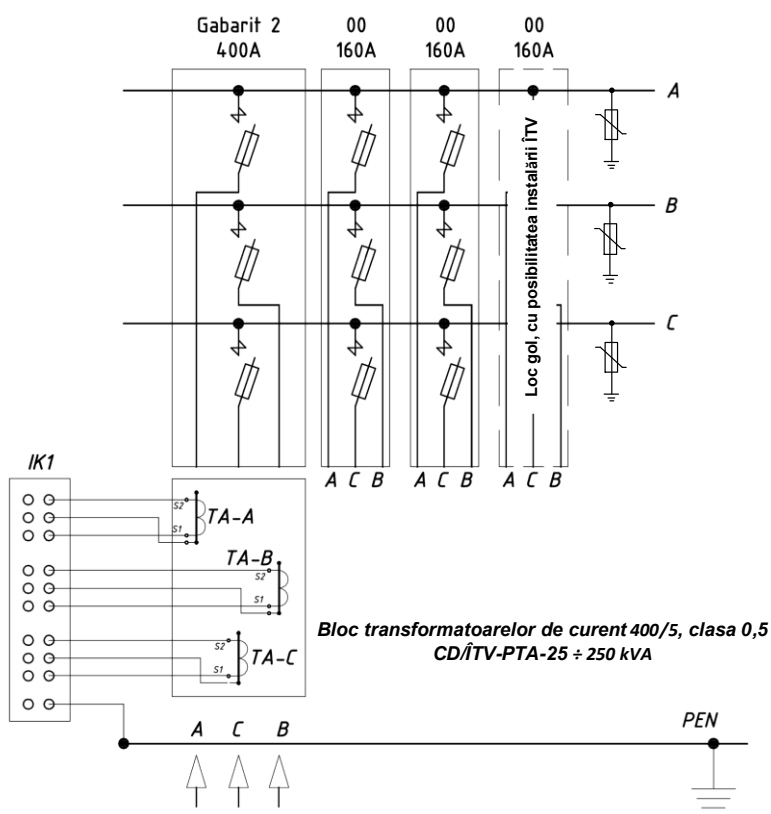 Gabarit 2
400A
00
160A
00
160A
00
160A
A
B
C
Loc gol, cu posibilitatea instalării ÎTV
A C B
A C B
A C B
IK1
S2
S1
TA-A
TA-B
S2
S1
S2
S1
TA-C
Bloc transformatoarelor de curent 400/5, clasa 0,5
CD/ÎTV-PTA-25 ÷ 250 kVA
A C B
PEN